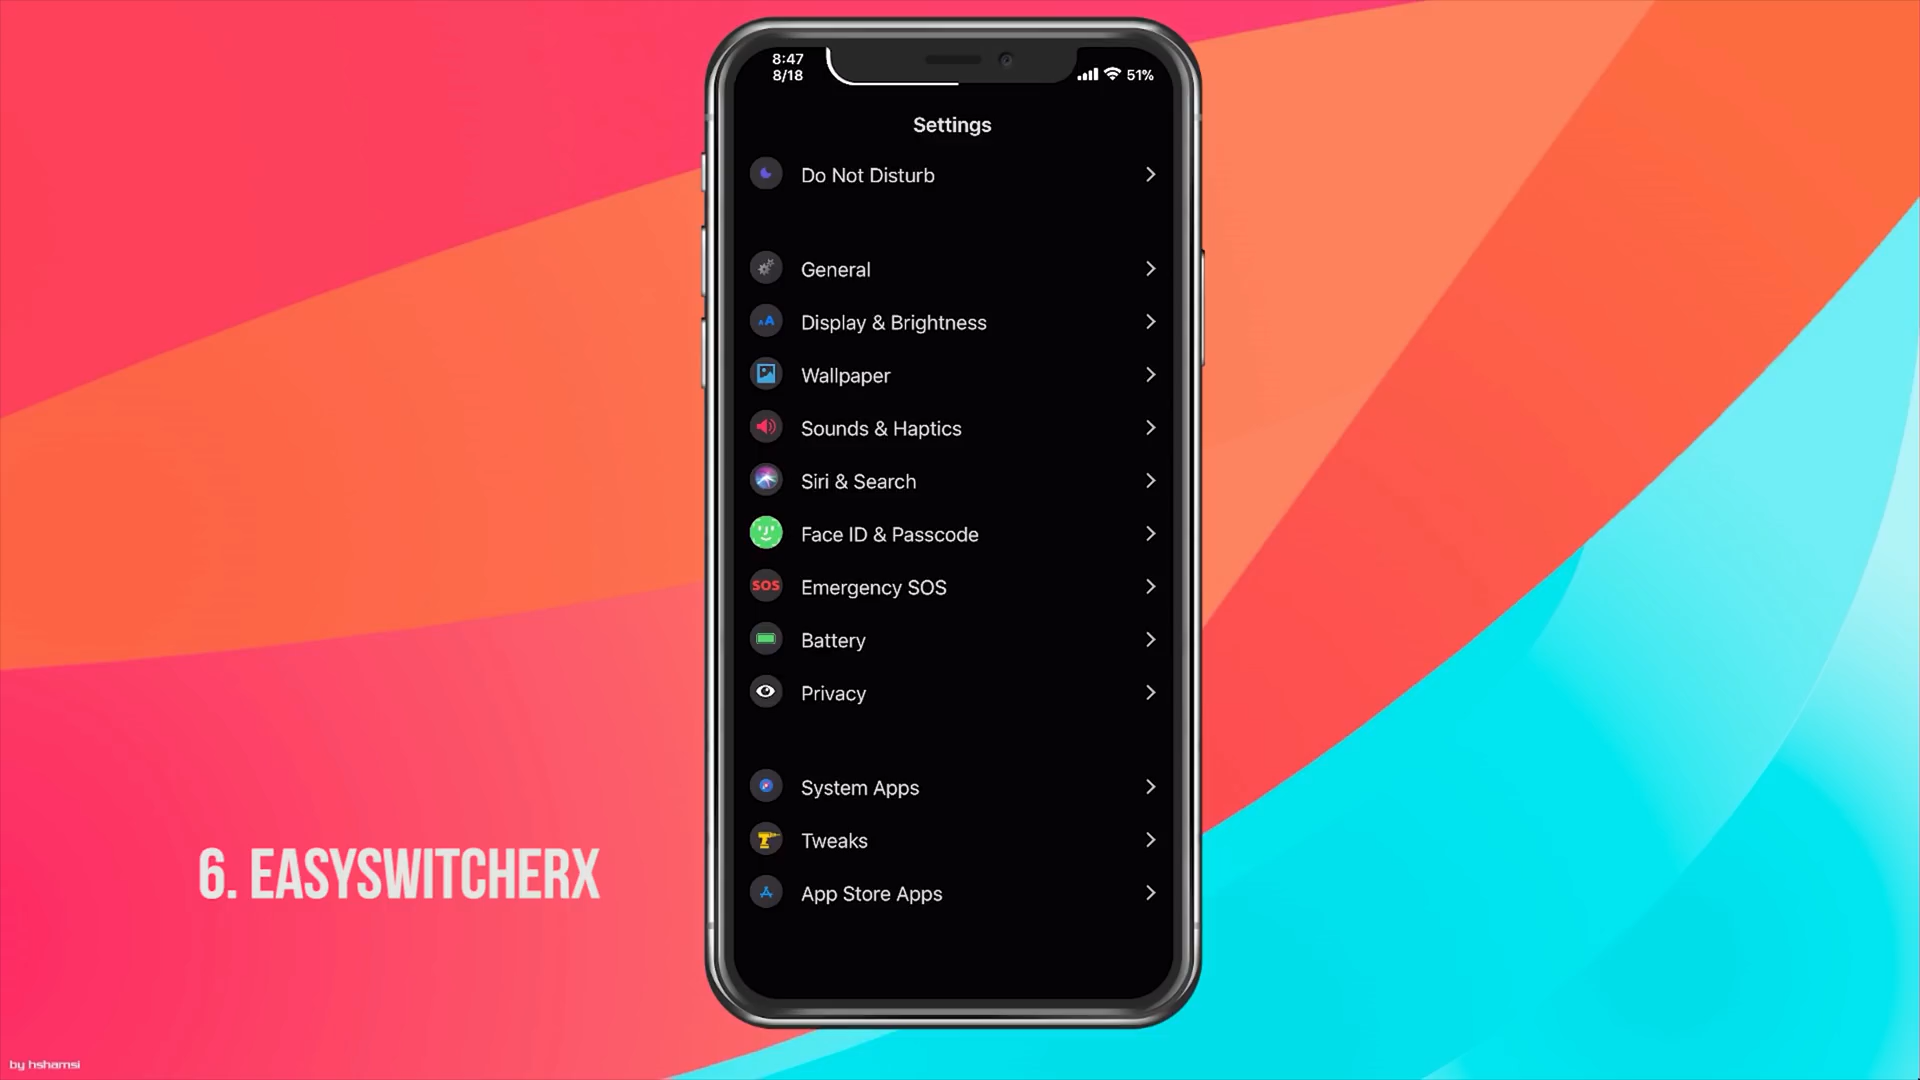 8:47
8/18
51%
Settings
Do Not Disturb
General
AA Display & Brightness
Wallpaper
Sounds & Haptics
Siri & Search
Face ID & Passcode
SOS Emergency SOS
Battery
Privacy
System Apps
Tweaks
App Store Apps
6. EASYSWITCHERX
by hshamsi